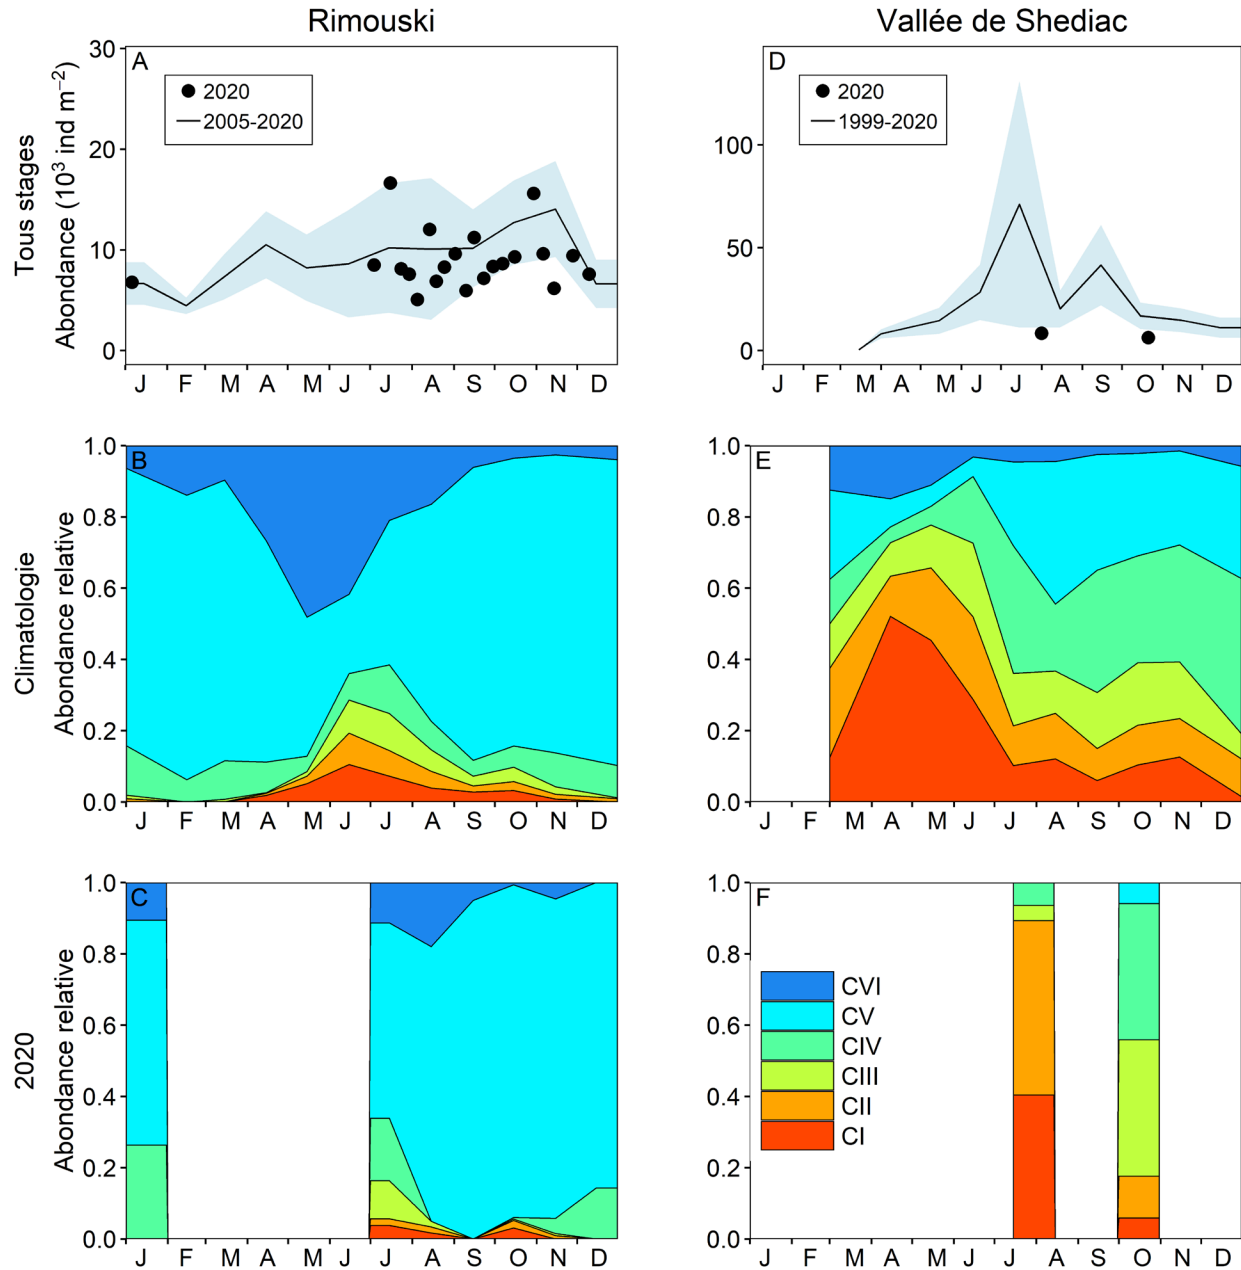 Rimouski
Vallée de Shediac
Tous stages
Abondance (10³ ind m⁻²)
A
2020
2005-2020
30
20
10
0
J F M A M J J A S O N D
D
2020
1999-2020
100
50
0
J F M A M J J A S O N D
Climatologie
Abondance relative
B
1.0
0.8
0.6
0.4
0.2
0.0
J F M A M J J A S O N D
E
1.0
0.8
0.6
0.4
0.2
0.0
J F M A M J J A S O N D
2020
Abondance relative
C
1.0
0.8
0.6
0.4
0.2
0.0
J F M A M J J A S O N D
F
1.0
0.8
0.6
0.4
0.2
0.0
CVI
CV
CIV
CIII
CII
CI
J F M A M J J A S O N D